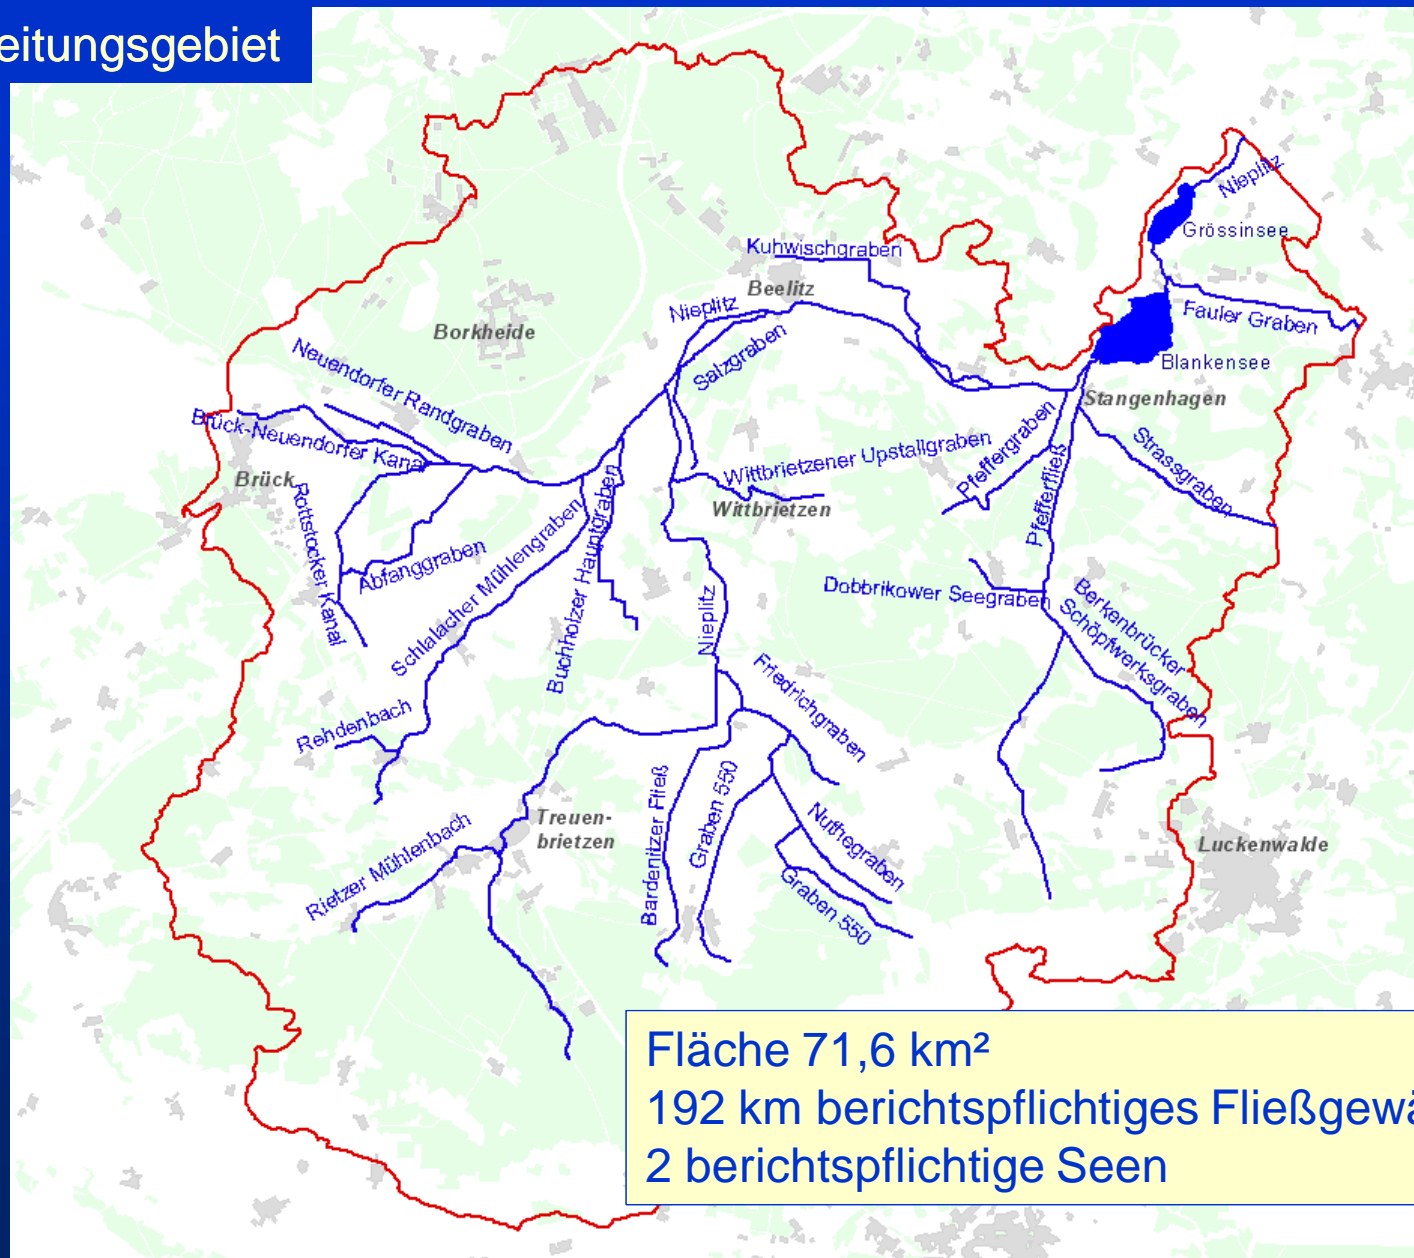 eitungsgebiet
Nieplitz
Grössinsee
Kuhwischgraben
Beelitz
Nieplitz
Fauler Graben
Borkheide
Salzgraben
Blankensee
Neuendorfer Randgraben
Stangenhagen
Brück-Neuendorfer Kanal
Pfeffergraben
Strassgraben
Wittbrietzener Upstallgraben
Brück
Wittbrietzen
Pfefferfließ
Rottstocker Kanal
Abfanggraben
Schlalacher Mühlengraben
Buchholzer Hauptgraben
Nieplitz
Dobbrikower Seegraben
Berkenbrücker
Schöpfwerksgraben
Friedrichgraben
Rehdenbach
Bardenitzer Fließ
Graben 550
Treuen-
brietzen
Nuthegraben
Luckenwalde
Rietzer Mühlenbach
Graben 550
Fläche 71,6 km²
192 km berichtspflichtiges Fließgewä
2 berichtspflichtige Seen